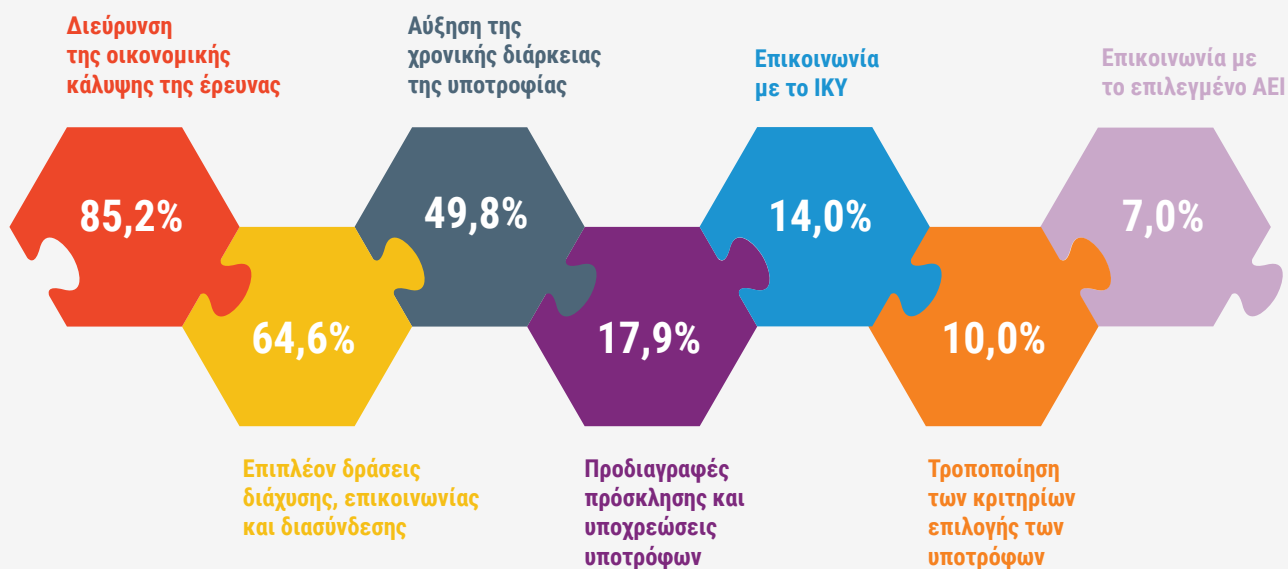 Διεύρυνση
της οικονομικής
κάλυψης της έρευνας
85,2%
Επιπλέον δράσεις
διάχυσης, επικοινωνίας
και διασύνδεσης
64,6%
Αύξηση της
χρονικής διάρκειας
της υποτροφίας
49,8%
Προδιαγραφές
πρόσκλησης και
υποχρεώσεις
υποτρόφων
17,9%
Επικοινωνία
με το ΙΚΥ
14,0%
Τροποποίηση
των κριτηρίων
επιλογής των
υποτρόφων
10,0%
Επικοινωνία με
το επιλεγμένο ΑΕΙ
7,0%